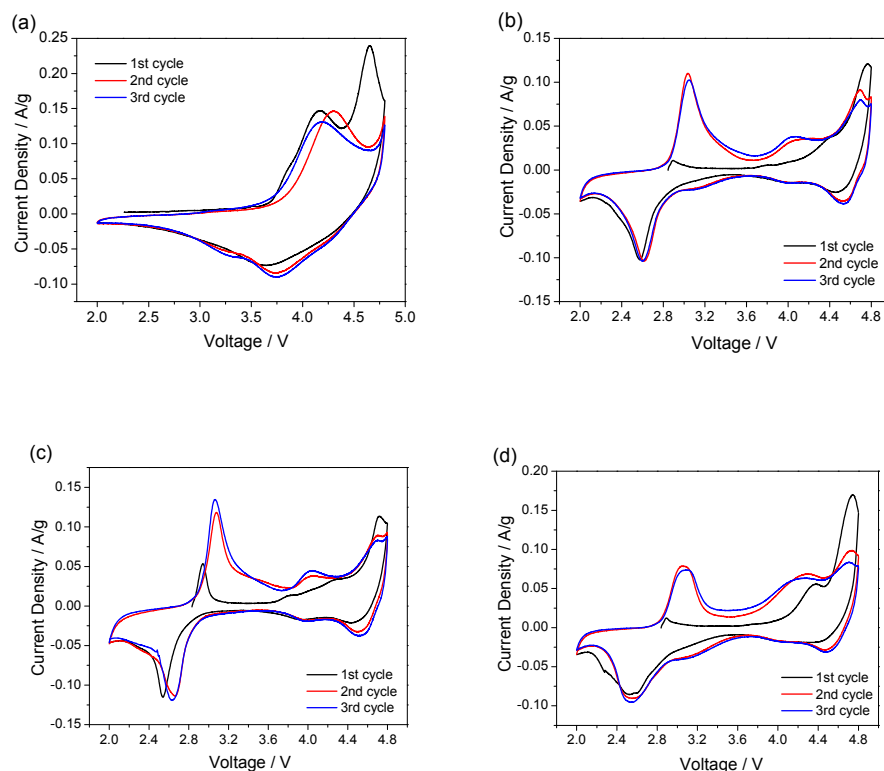 (a)
0.25
0.20
0.15
0.10
0.05
0.00
-0.05
-0.10
Current Density / A/g
1st cycle
2nd cycle
3rd cycle
2.0 2.5 3.0 3.5 4.0 4.5 5.0
Voltage / V
(b)
0.15
0.10
0.05
0.00
-0.05
-0.10
-0.15
Current Density / A/g
1st cycle
2nd cycle
3rd cycle
2.0 2.4 2.8 3.2 3.6 4.0 4.4 4.8
Voltage / V
(c)
0.15
0.10
0.05
0.00
-0.05
-0.10
-0.15
Current Density / A/g
1st cycle
2nd cycle
3rd cycle
2.0 2.4 2.8 3.2 3.6 4.0 4.4 4.8
Voltage / V
(d)
0.20
0.15
0.10
0.05
0.00
-0.05
-0.10
Current Density / A/g
1st cycle
2nd cycle
3rd cycle
2.0 2.4 2.8 3.2 3.6 4.0 4.4 4.8
Voltage / V